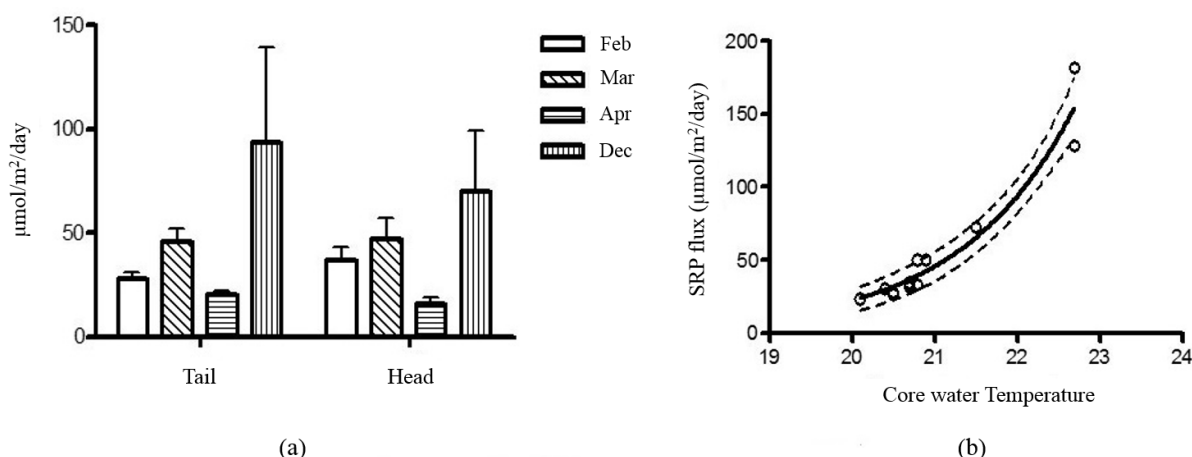 150
100
50
0
μmol/m²/day
Tail
Head
Feb
Mar
Apr
Dec
(a)
200
150
100
50
0
SRP flux (μmol/m²/day)
19
20
21
22
23
24
Core water Temperature
(b)